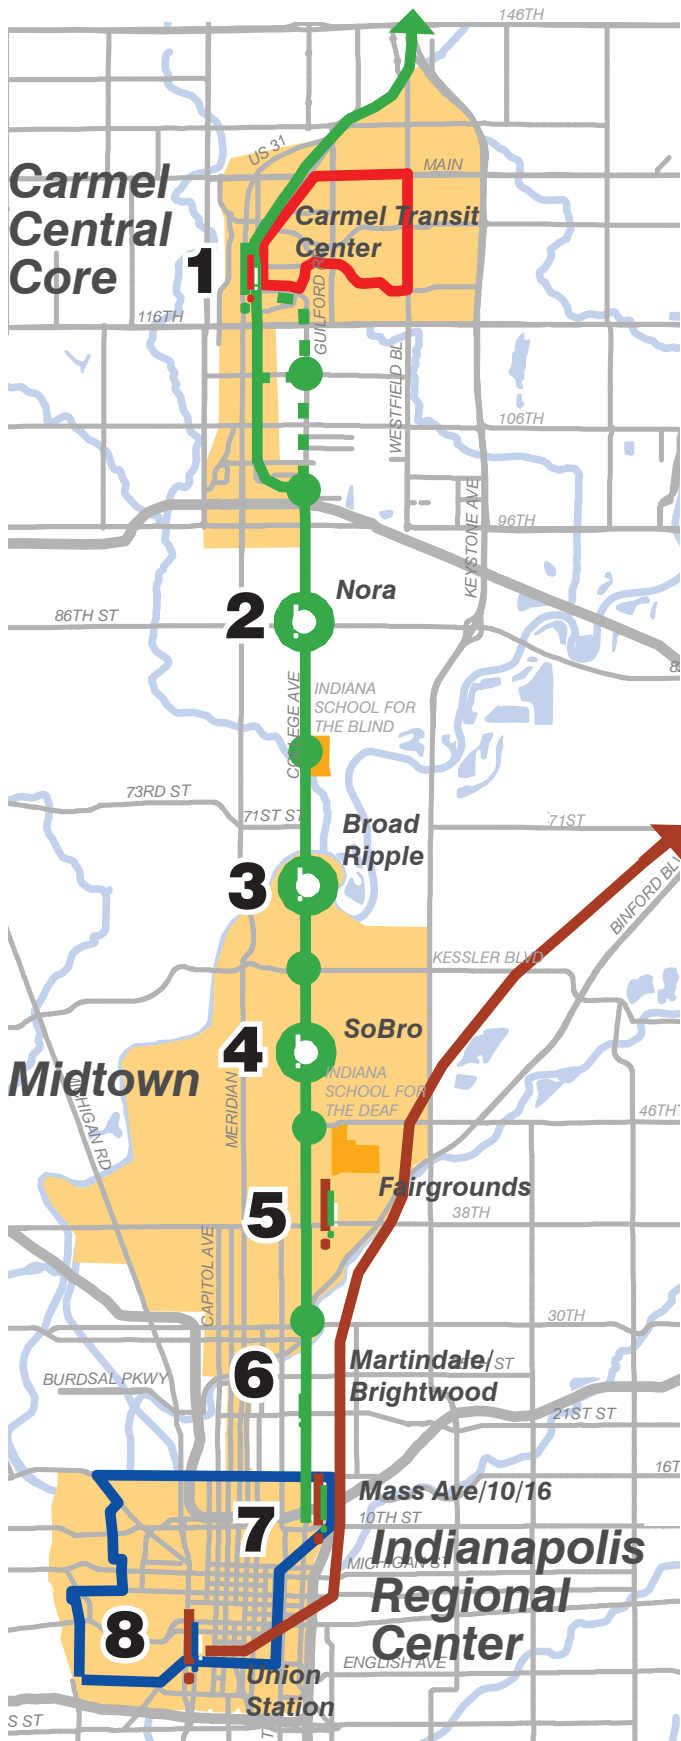 146TH
US 31
MAIN
Carmel
Central
Core
Carmel Transit
Center
1
GUILFORD
116TH
WESTFIELD BL
106TH
KEYSTONE AVE
96TH
Nora
2
86TH ST
COLLEGE AVE
INDIANA
SCHOOL FOR
THE BLIND
73RD ST
71ST ST
Broad
Ripple
71ST
BINFORD BLV
3
KESSLER BLVD
SoBro
4
Midtown
MICHIGAN RD
MERIDIAN
INDIANA
SCHOOL FOR
THE DEAF
46TH
Fairgrounds
5
38TH
CAPITOL AVE
30TH
Martindale/
Brightwood
ST
6
BURDSAL PKWY
21ST ST
16T
Mass Ave/10/16
10TH ST
7
Indianapolis
Regional
Center
MICHIGAN ST
8
ENGLISH AVE
Union
Station
S ST